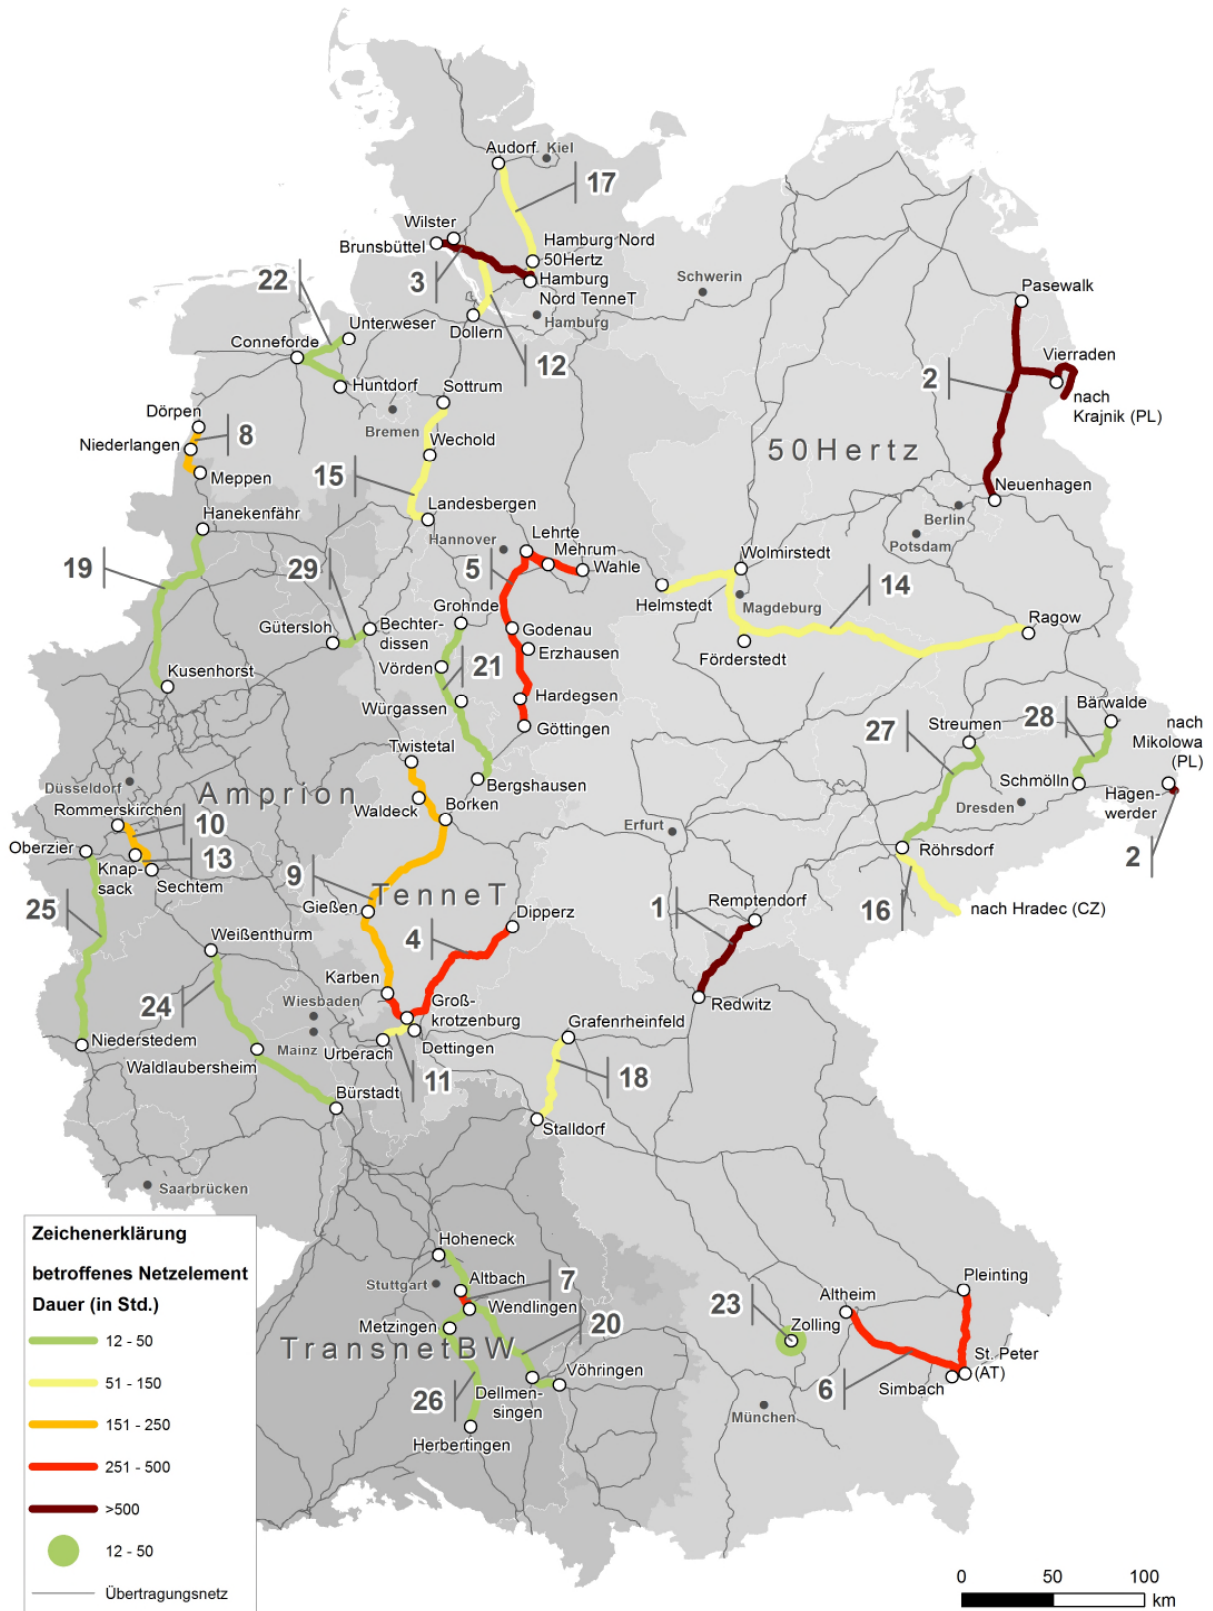 Audorf
Kiel
17
Wilster
Brunsbüttel
Hamburg Nord
50Hertz
Hamburg
Nord TenneT
3
22
Schwerin
Pasewalk
Unterweser
Dollern
Hamburg
Conneforde
12
Vierraden
2
Huntdorf
Sottrum
nach
Krajnik (PL)
Dörpen
Bremen
8
Niederlangen
Wechold
50Hertz
Meppen
15
Neuenhagen
Landesbergen
Berlin
Hanekenfähr
Hannover
Lehrte
Potsdam
Mehrum
Wolmirstedt
19
29
5
Wahle
14
Helmstedt
Magdeburg
Grohnde
Ragow
Gütersloh
Bechter-
dissen
Godenau
Erzhausen
Förderstedt
Vörden
21
Kusenhorst
Hardegsen
Bärwalde
Würgassen
27
Streumen
28
nach
Mikolowa
(PL)
Göttingen
Twistetal
Düsseldorf
Bergshausen
Schmölln
Hagen-
werder
Amprion
Waldeck
Borken
Dresden
Rommerskirchen
10
Erfurt
Oberzier
13
Röhrsdorf
2
Knap-
sack
Sechtem
9
TenneT
Remptendorf
25
Gießen
Dipperz
1
16
nach Hradec (CZ)
Weißenthurm
4
Karben
24
Wiesbaden
Groß-
krotzenburg
Redwitz
Niederstedem
Mainz
Grafenrheinfeld
Urberach
Dettingen
Waldlaubersheim
11
18
Bürstadt
Stalldorf
Saarbrücken
Zeichenerklärung
betroffenes Netzelement
Dauer (in Std.)
12 - 50
51 - 150
151 - 250
251 - 500
>500
12 - 50
Übertragungsnetz
Hoheneck
Stuttgart
Altbach
7
Pleinting
Wendlingen
23
Altheim
Metzingen
20
Zolling
TransnetBW
St. Peter
(AT)
Vöhringen
26
Dellmen-
singen
6
Simbach
München
Herbertingen
0 50 100
km